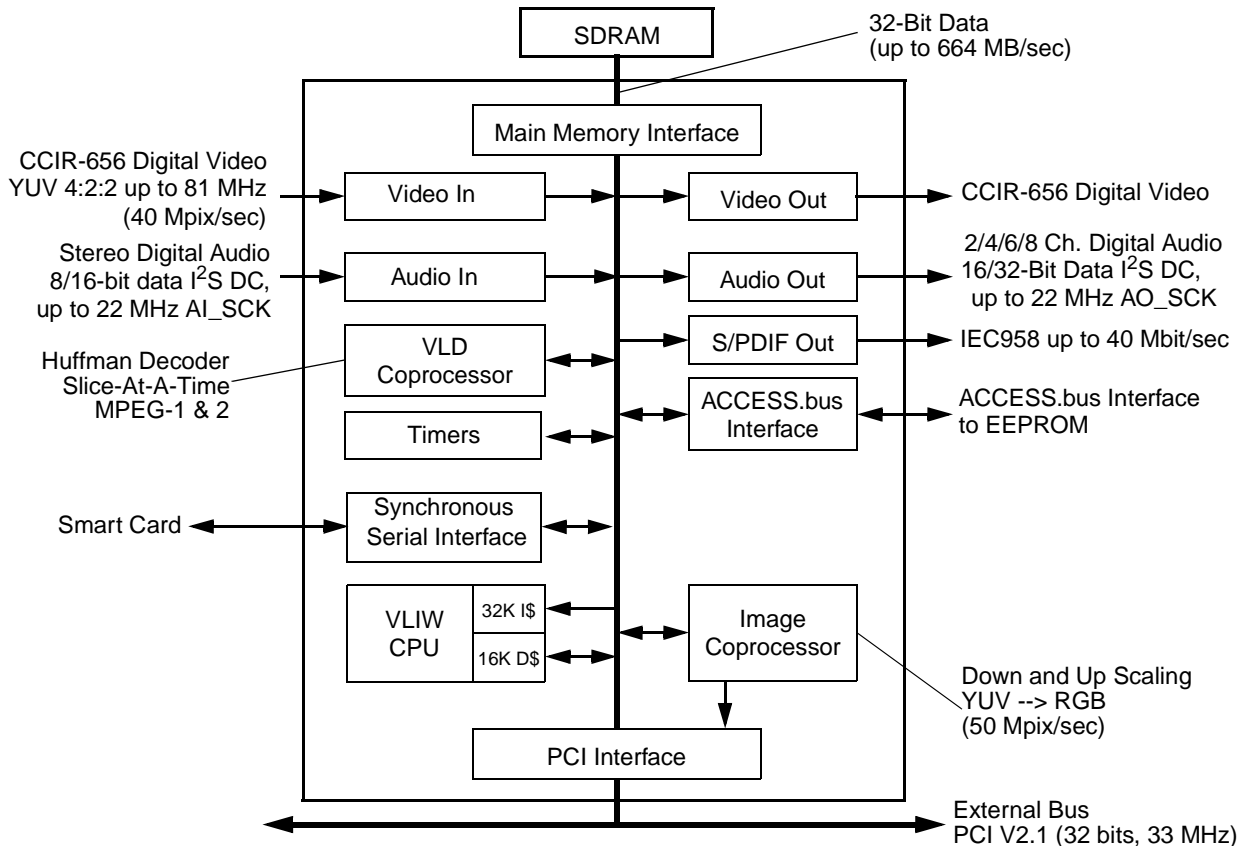 SDRAM
32-Bit Data
(up to 664 MB/sec)
Main Memory Interface
CCIR-656 Digital Video
YUV 4:2:2 up to 81 MHz
(40 Mpix/sec)
Video In
Video Out
CCIR-656 Digital Video
Stereo Digital Audio
8/16-bit data I²S DC,
up to 22 MHz AI_SCK
Audio In
Audio Out
2/4/6/8 Ch. Digital Audio
16/32-Bit Data I²S DC,
up to 22 MHz AO_SCK
S/PDIF Out
IEC958 up to 40 Mbit/sec
Huffman Decoder
Slice-At-A-Time
MPEG-1 & 2
VLD
Coprocessor
ACCESS.bus
Interface
ACCESS.bus Interface
to EEPROM
Timers
Smart Card
Synchronous
Serial Interface
VLIW
CPU
32K I$
16K D$
Image
Coprocessor
Down and Up Scaling
YUV --> RGB
(50 Mpix/sec)
PCI Interface
External Bus
PCI V2.1 (32 bits, 33 MHz)